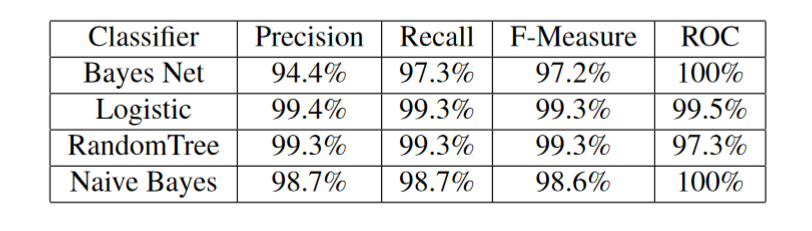 Classifier Precision Recall F-Measure ROC
Bayes Net 94.4% 97.3% 97.2% 100%
Logistic 99.4% 99.3% 99.3% 99.5%
RandomTree 99.3% 99.3% 99.3% 97.3%
Naive Bayes 98.7% 98.7% 98.6% 100%